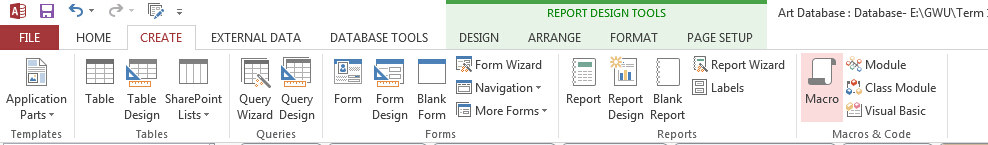 REPORT DESIGN TOOLS
Art Database : Database- E:\GWU\Term
FILE HOME CREATE EXTERNAL DATA DATABASE TOOLS DESIGN ARRANGE FORMAT PAGE SETUP
Application Parts
Templates
Table
Table Design
SharePoint Lists
Tables
Query Wizard
Query Design
Queries
Form
Form Design
Blank Form
Form Wizard
Navigation
More Forms
Forms
Report
Report Design
Blank Report
Report Wizard
Labels
Reports
Macro
Module
Class Module
Visual Basic
Macros & Code